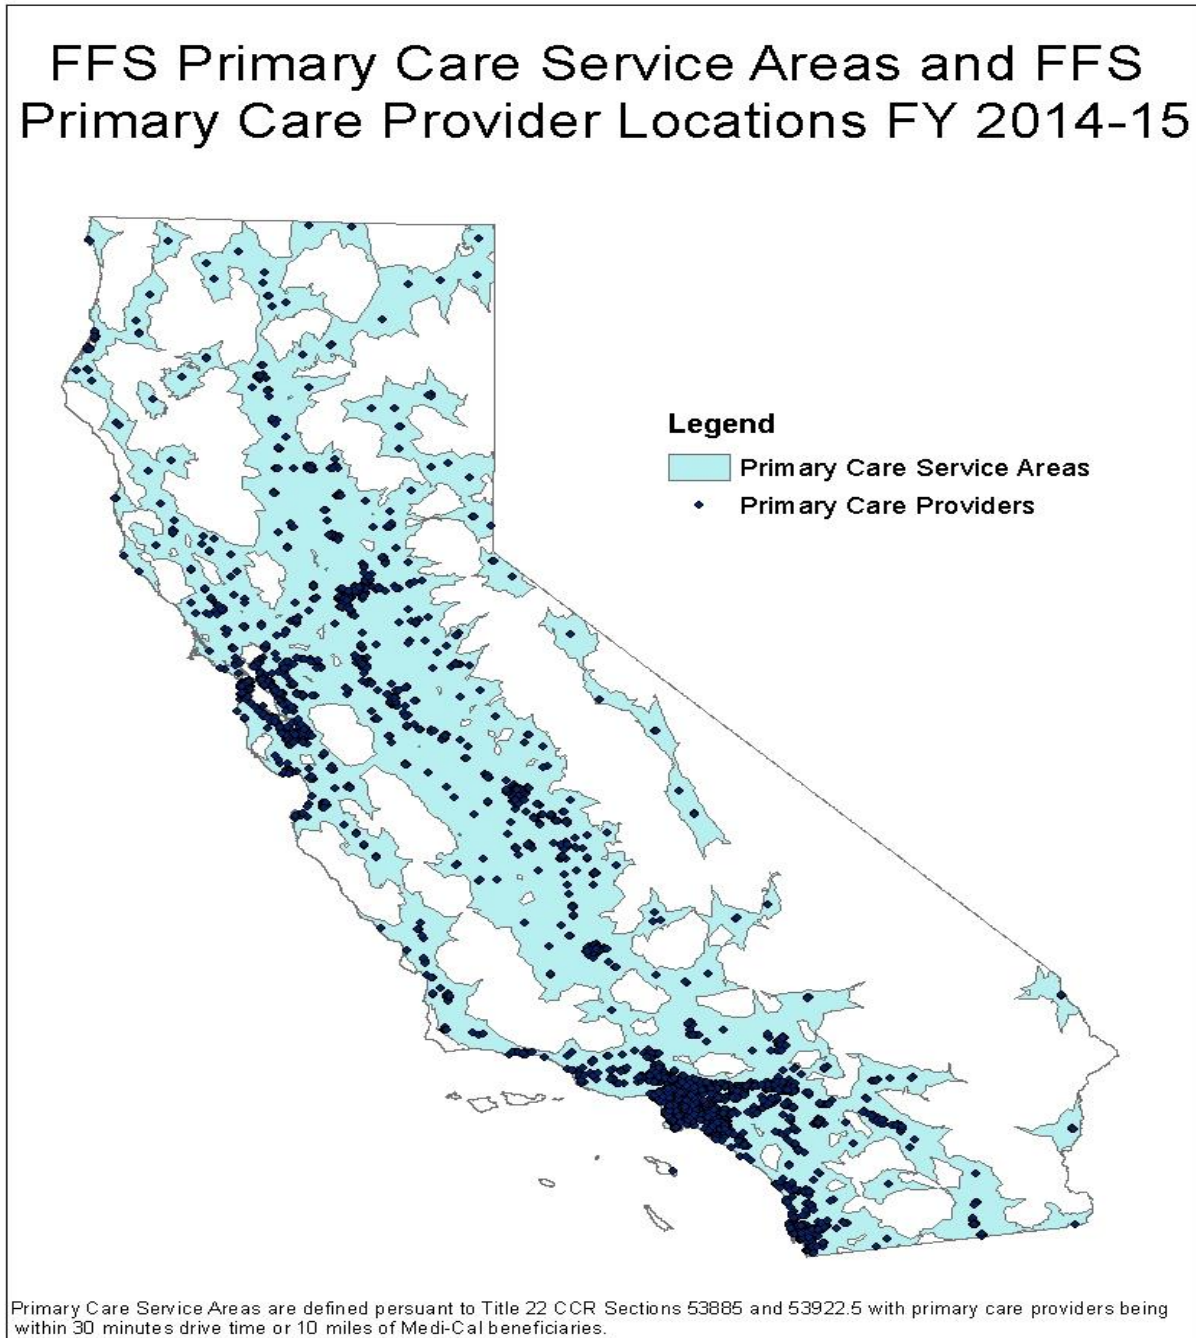 FFS Primary Care Service Areas and FFS
Primary Care Provider Locations FY 2014-15
Legend
Primary Care Service Areas
Primary Care Providers
Primary Care Service Areas are defined persuant to Title 22 CCR Sections 53885 and 53922.5 with primary care providers being
within 30 minutes drive time or 10 miles of Medi-Cal beneficiaries.